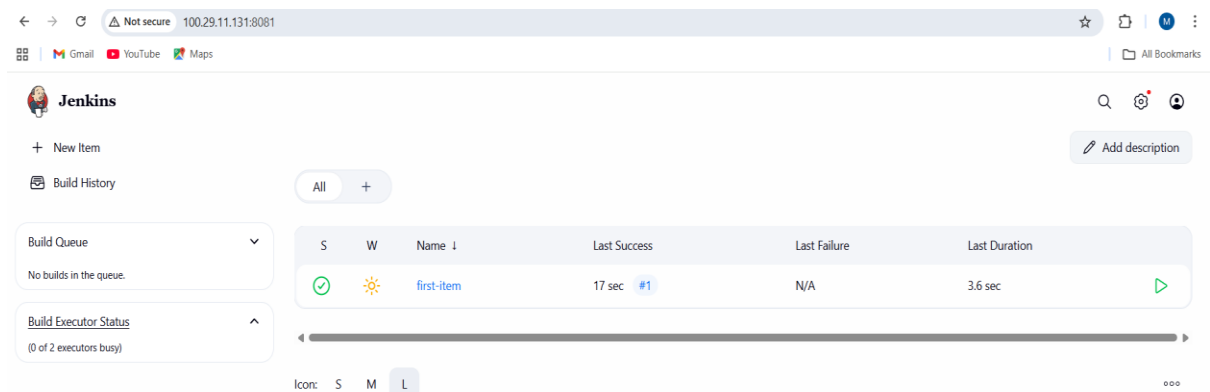 Not secure 100.29.11.131:8081 M
Gmail YouTube Maps All Bookmarks
Jenkins
+ New Item Add description
Build History
All +
Build Queue
No builds in the queue.
S W Name ↓ Last Success Last Failure Last Duration
first-item 17 sec #1 N/A 3.6 sec
Build Executor Status
(0 of 2 executors busy)
Icon: S M L